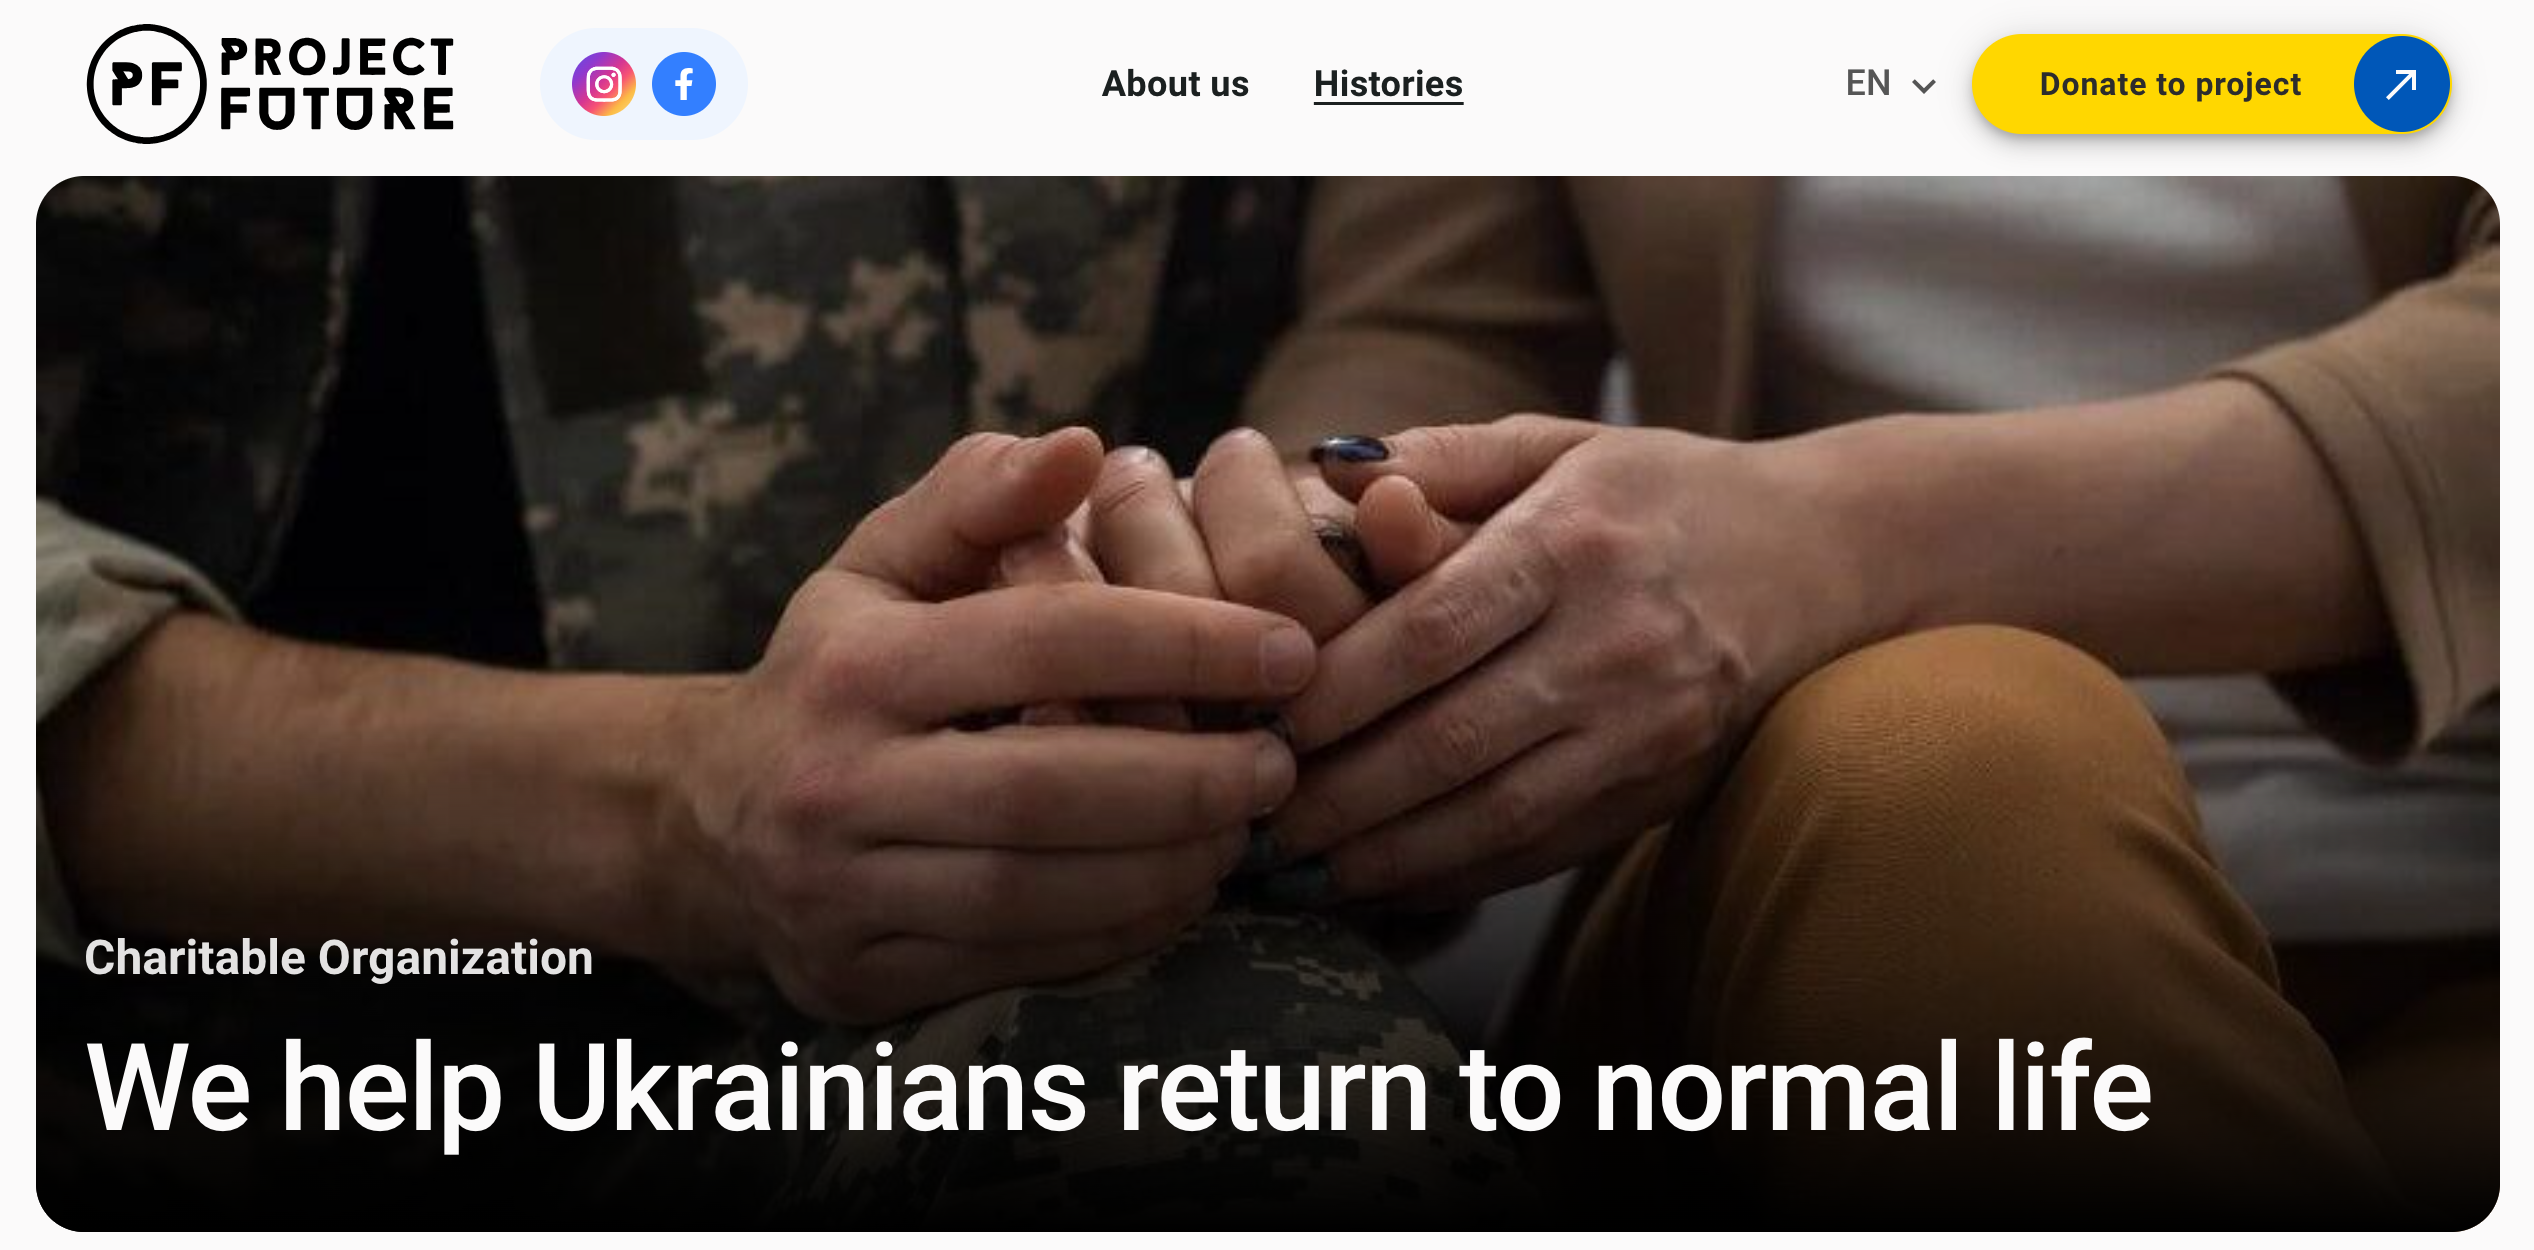 PF
PROJECT
FUTURE
About us
Histories
EN
Donate to project
Charitable Organization
We help Ukrainians return to normal life